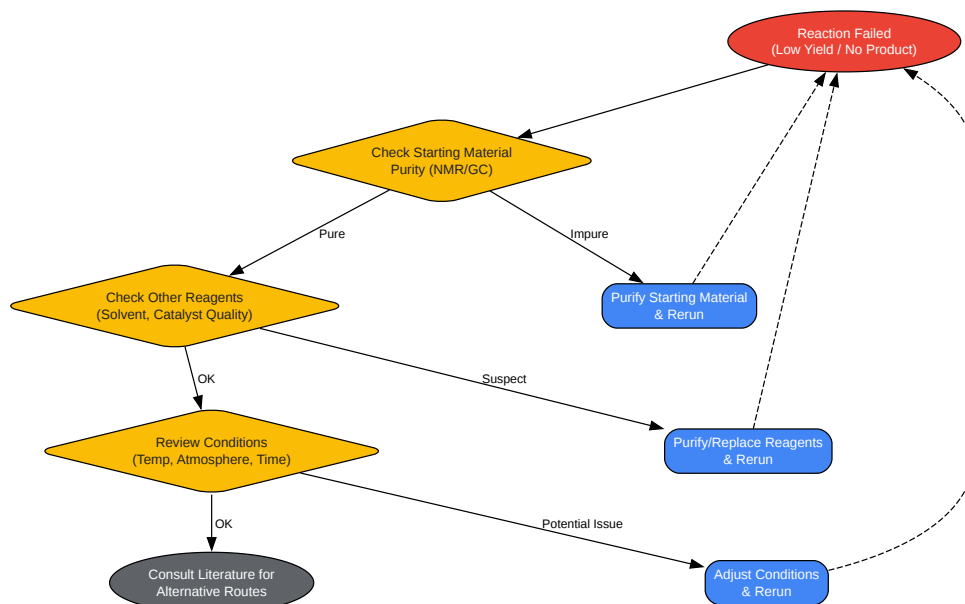 Reaction Failed
(Low Yield / No Product)
Check Starting Material
Purity (NMR/GC)
Pure
Impure
Check Other Reagents
(Solvent, Catalyst Quality)
Purify Starting Material
& Rerun
OK
Suspect
Review Conditions
(Temp, Atmosphere, Time)
Purify/Replace Reagents
& Rerun
OK
Potential Issue
Consult Literature for
Alternative Routes
Adjust Conditions
& Rerun